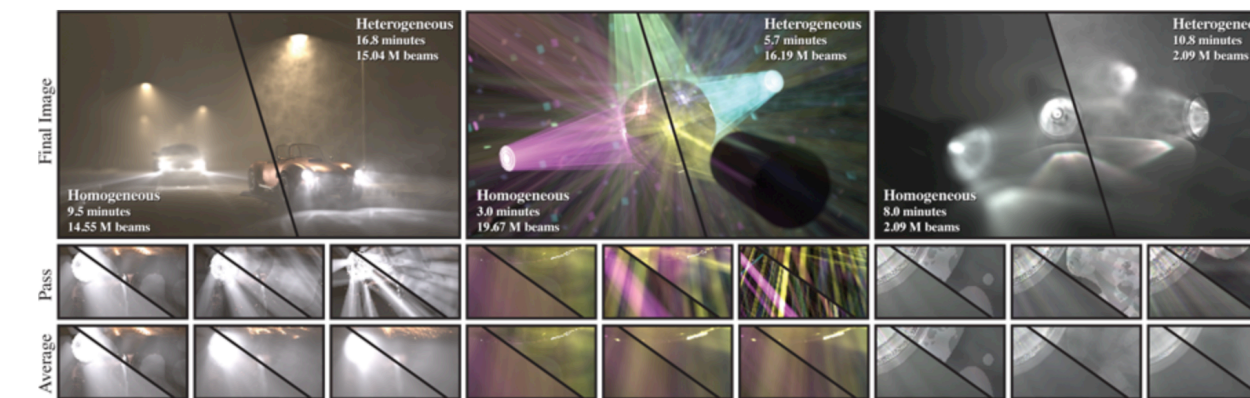 Final Image
Heterogeneous
16.8 minutes
15.04 M beams
Homogeneous
9.5 minutes
14.55 M beams
Heterogeneous
5.7 minutes
16.19 M beams
Homogeneous
3.0 minutes
19.67 M beams
Heterogene
10.8 minutes
2.09 M beams
Homogeneous
8.0 minutes
2.09 M beams
Pass
Average